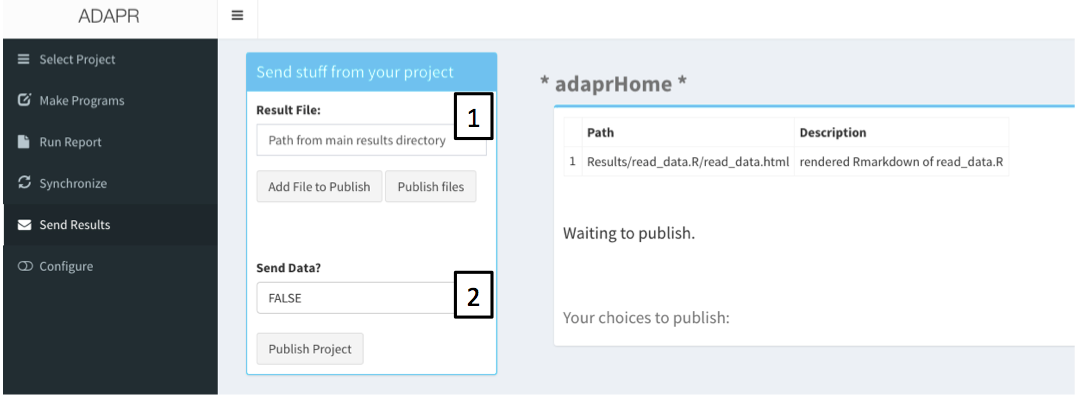 ADAPR
Select Project
Make Programs
Run Report
Synchronize
Send Results
Configure
Send stuff from your project
Result File:
1
Path from main results directory
Add File to Publish
Publish files
Send Data?
2
FALSE
Publish Project
* adaprHome *
Path Description
1 Results/read_data.R/read_data.html rendered Rmarkdown of read_data.R
Waiting to publish.
Your choices to publish: